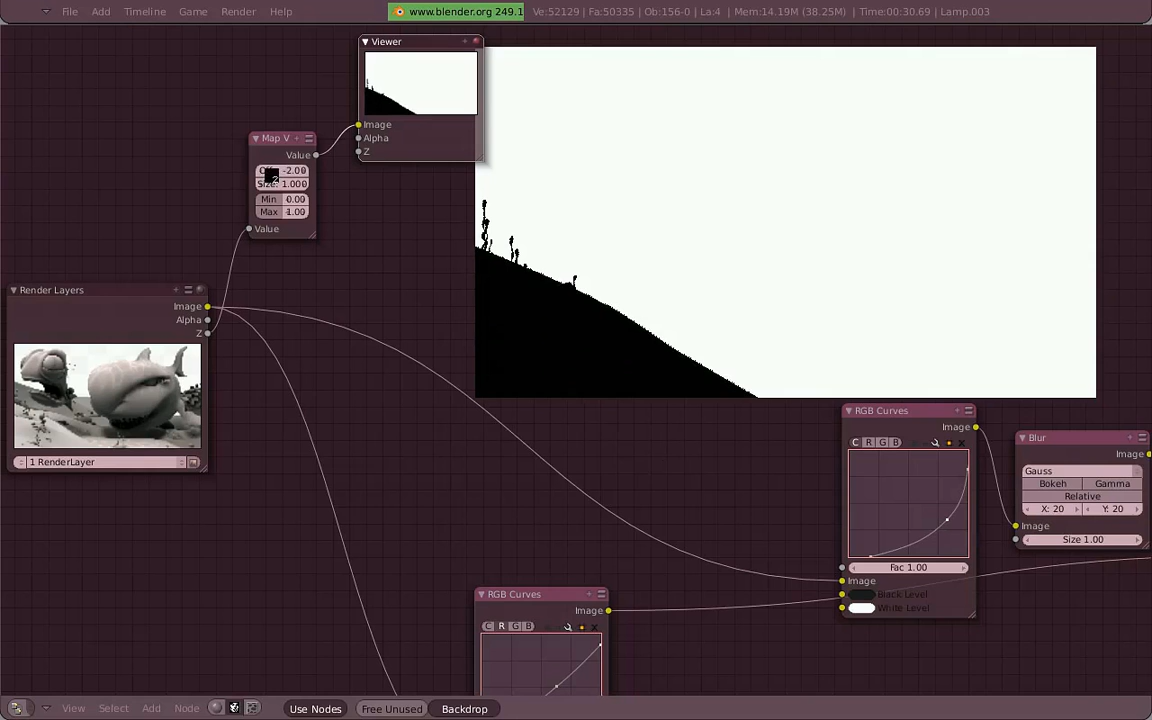 File Add Timeline Game Render Help
www.blender.org 249.1 Ve:52129 | Fa:50335 | Ob:156-0 | La:4 | Mem:14.19M (38.25M) | Time:00:30.69 | Lamp.003
Viewer
Image
Alpha
Z
Map V
Value
-2.00
Size 1.000
Min 0.00
Max 1.00
Value
Render Layers
Image
Alpha
Z
1 RenderLayer
RGB Curves
Image
C R G B
Fac 1.00
Image
Black Level
White Level
Blur
Image
Gauss
Bokeh Gamma
Relative
X: 20 Y: 20
Image
Size 1.00
RGB Curves
Image
C R G B
View Select Add Node Use Nodes Free Unused Backdrop